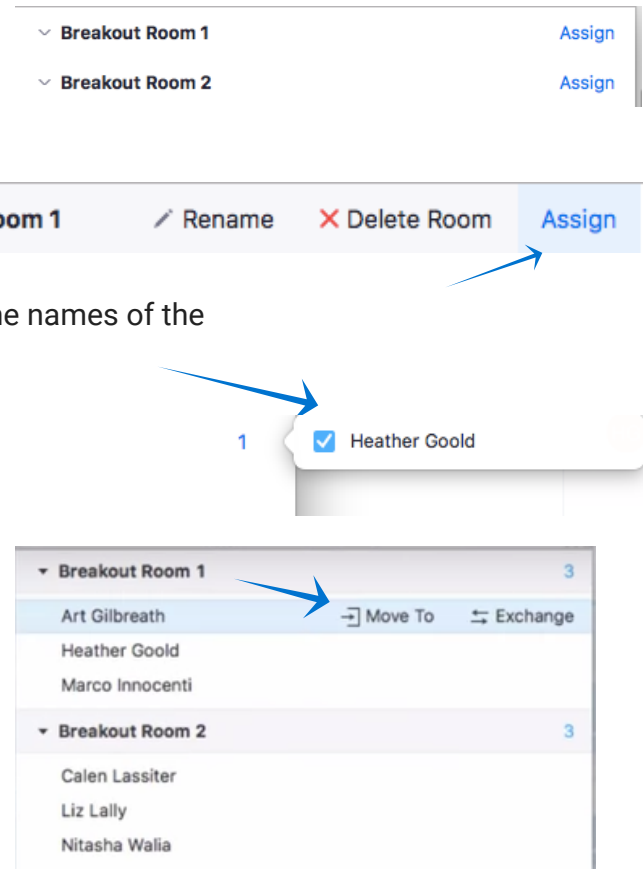 Breakout Room 1 Assign
Breakout Room 2 Assign
oom 1 Rename Delete Room Assign
e names of the
1 Heather Goold
Breakout Room 1 3
Art Gilbreath Move To Exchange
Heather Goold
Marco Innocenti
Breakout Room 2 3
Calen Lassiter
Liz Lally
Nitasha Walia